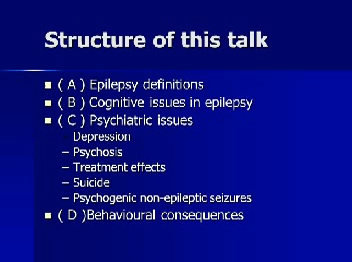 Structure of this talk
■ ( A ) Epilepsy definitions
■ ( B ) Cognitive issues in epilepsy
■ ( C ) Psychiatric issues
Depression
– Psychosis
– Treatment effects
– Suicide
– Psychogenic non-epileptic seizures
■ ( D )Behavioural consequences